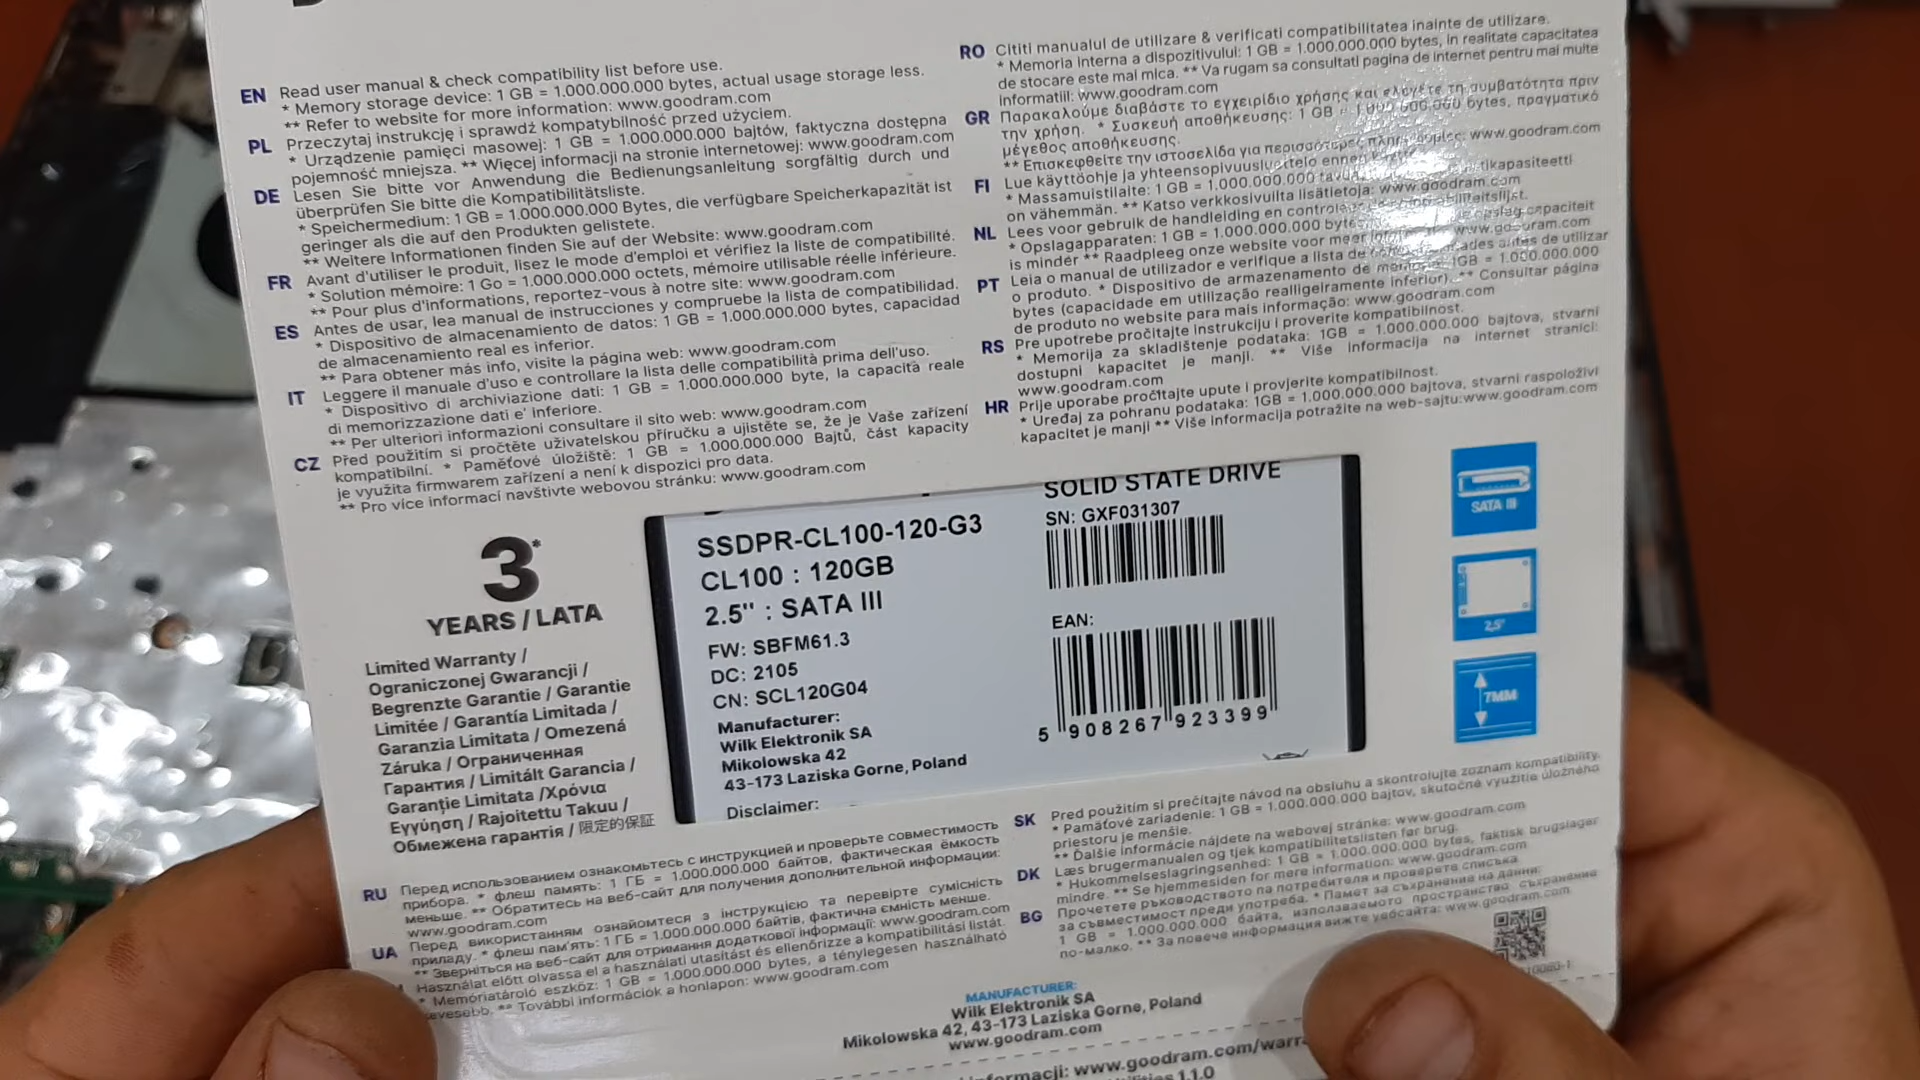 EN Read user manual & check compatibility list before use.
* Memory storage device: 1 GB = 1.000.000.000 bytes, actual usage storage less.
** Refer to website for more information: www.goodram.com
PL Przeczytaj instrukcję i sprawdź kompatybilność przed użyciem.
* Urządzenie pamięci masowej: 1 GB = 1.000.000.000 bajtów, faktyczna dostępna
pojemność mniejsza. ** Więcej informacji na stronie internetowej: www.goodram.com
DE Lesen Sie bitte vor Anwendung die Bedienungsanleitung sorgfältig durch und
überprüfen Sie bitte die Kompatibilitätsliste.
* Speichermedium: 1 GB = 1.000.000.000 Bytes, die verfügbare Speicherkapazität ist
geringer als die auf den Produkten gelistete.
** Weitere Informationen finden Sie auf der Website: www.goodram.com
FR Avant d'utiliser le produit, lisez le mode d'emploi et vérifiez la liste de compatibilité.
* Solution mémoire: 1 Go = 1.000.000.000 octets, mémoire utilisable réelle inférieure.
** Pour plus d'informations, reportez-vous à notre site: www.goodram.com
ES Antes de usar, lea manual de instrucciones y compruebe la lista de compatibilidad.
* Dispositivo de almacenamiento de datos: 1 GB = 1.000.000.000 bytes, capacidad
de almacenamiento real es inferior.
** Para obtener más info, visite la página web: www.goodram.com
IT Leggere il manuale d'uso e controllare la lista delle compatibilità prima dell'uso.
* Dispositivo di archiviazione dati: 1 GB = 1.000.000.000 byte, la capacità reale
di memorizzazione dati e' inferiore.
** Per ulteriori informazioni consultare il sito web: www.goodram.com
CZ Před použitím si pročtěte uživatelskou příručku a ujistěte se, že je Vaše zařízení
kompatibilní. * Paměťové úložiště: 1 GB = 1.000.000.000 Bajtů, část kapacity
je využita firmwarem zařízení a není k dispozici pro data.
** Pro více informací navštivte webovou stránku: www.goodram.com
RO Cititi manualul de utilizare & verificati compatibilitatea inainte de utilizare.
* Memoria interna a dispozitivului: 1 GB = 1.000.000.000 bytes, in realitate capacitatea
de stocare este mai mica. ** Va rugam sa consultati pagina de internet pentru mai multe
informatiil: www.goodram.com
GR Παρακαλούμε διαβάστε το εγχειρίδιο χρήσης και ελέγξτε τη συμβατότητα πριν
την χρήση. * Συσκευή αποθήκευσης: 1 GB = 1.000.000.000 bytes, πραγματικό
μέγεθος αποθήκευσης.
** Επισκεφθείτε την ιστοσελίδα για περισσότερες πληροφορίες: www.goodram.com
FI Lue käyttöohje ja yhteensopivuusluettelo ennen
* Massamuistilaite: 1 GB = 1.000.000.000
on vähemmän. ** Katso verkkosivuilta lisätietoja: www.goodram.com
NL Lees voor gebruik de handleiding en controleer
* Opslagapparaten: 1 GB = 1.000.000.000 bytes, opslag capaciteit
is minder ** Raadpleeg onze website voor meer www.goodram.com
PT Leia o manual de utilizador e verifique a lista de antes de utilizar
o produto. * Dispositivo de armazenamento de 1GB = 1.000.000.000
bytes (capacidade em utilização realligeiramente inferior). ** Consultar página
de produto no website para mais informação: www.goodram.com
RS Pre upotrebe pročitajte instrukciju i proverite kompatibilnost.
* Memorija za skladištenje podataka: 1GB = 1.000.000.000 bajtova, stvarni
dostupni kapacitet je manji. ** Više informacija na internet stranici:
www.goodram.com
HR Prije uporabe pročitajte upute i provjerite kompatibilnost.
* Uređaj za pohranu podataka: 1GB = 1.000.000.000 bajtova, stvarni raspoloživi
kapacitet je manji ** Više informacija potražite na web-sajtu:www.goodram.com
3*
YEARS / LATA
Limited Warranty /
Ograniczonej Gwarancji /
Begrenzte Garantie / Garantie
Limitée / Garantía Limitada /
Garanzia Limitata / Omezená
Záruka / Ограниченная
Гарантия / Limitált Garancia /
Garanție Limitata /Χρόνια
Εγγύηση / Rajoitettu Takuu /
Обмежена гарантія / 限定的保証
SSDPR-CL100-120-G3
CL100 : 120GB
2.5" : SATA III
FW: SBFM61.3
DC: 2105
CN: SCL120G04
Manufacturer:
Wilk Elektronik SA
Mikolowska 42
43-173 Laziska Gorne, Poland
Disclaimer:
SOLID STATE DRIVE
SN: GXF031307
EAN:
5 908267 923399
SATA III
2,5"
7MM
RU Перед использованием ознакомьтесь с инструкцией и проверьте совместимость
прибора. * флеш память: 1 ГБ = 1.000.000.000 байтов, фактическая ёмкость
меньше. ** Обратитесь на веб-сайт для получения дополнительной информации:
www.goodram.com
UA Перед використанням ознайомтеся з інструкцією та перевірте сумісність
приладу. * флеш пам'ять: 1 ГБ = 1.000.000.000 байтів, фактична ємність менше.
** Зверніться на веб-сайт для отримання додаткової інформації: www.goodram.com
Használat előtt olvassa el a használati utasítást és ellenőrizze a kompatibilitási listát.
* Memóriatároló eszköz: 1 GB = 1.000.000.000 bytes, a ténylegesen használható
** További információk a honlapon: www.goodram.com
SK Pred použitím si prečítajte návod na obsluhu a skontrolujte zoznam kompatibility.
* Pamäťové zariadenie: 1 GB = 1.000.000.000 bajtov, skutočné využitie úložného
priestoru je menšie.
** Ďalšie informácie nájdete na webovej stránke: www.goodram.com
DK Læs brugermanualen og tjek kompatibilitetslisten før brug.
* Hukommelseslagringsenhed: 1 GB = 1.000.000.000 bytes, faktisk brugslager
mindre. ** Se hjemmesiden for mere information: www.goodram.com
BG Прочетете ръководството на потребителя и проверете списъка
за съвместимост преди употреба. * Памет за съхранение на данни:
1 GB = 1.000.000.000 байта, използваемото пространство съхранение
по-малко. ** За повече информация вижте уебсайта: www.goodram.com
MANUFACTURER:
Wilk Elektronik SA
Mikolowska 42, 43-173 Laziska Gorne, Poland
www.goodram.com
www.goodram.com/warr
1.1.0